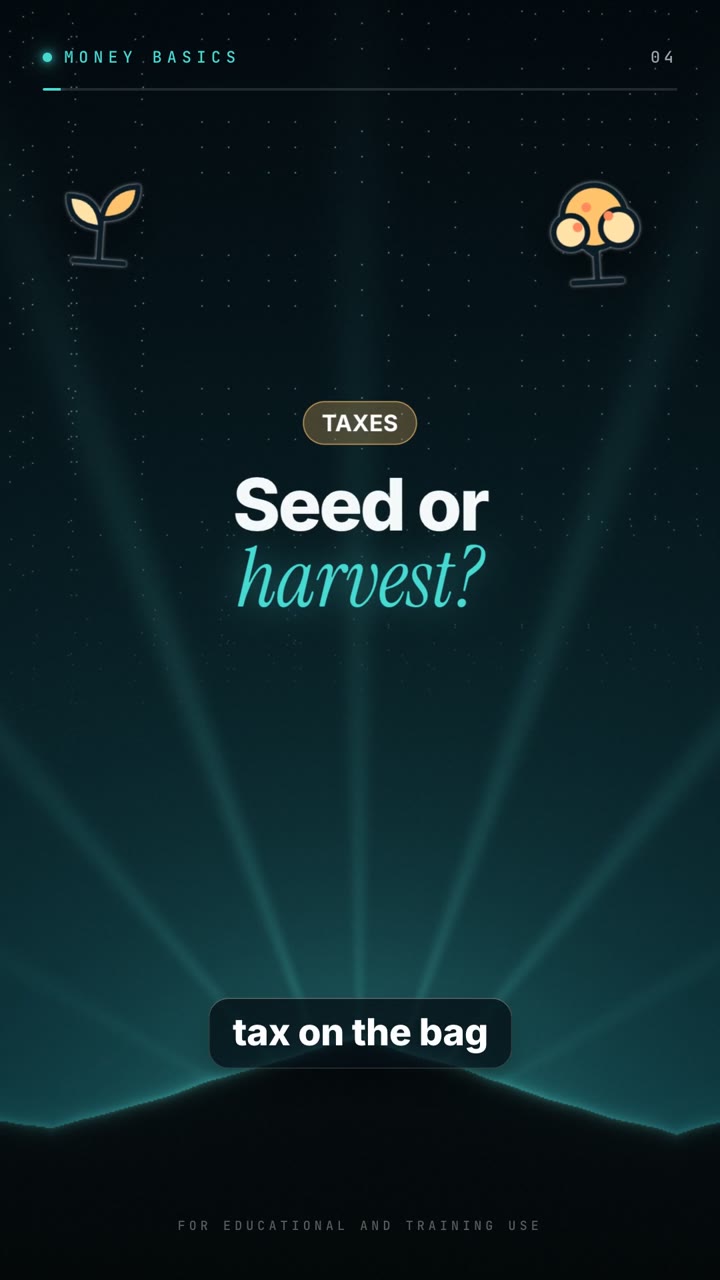 MONEY BASICS
04
TAXES
Seed or
harvest?
tax on the bag
FOR EDUCATIONAL AND TRAINING USE